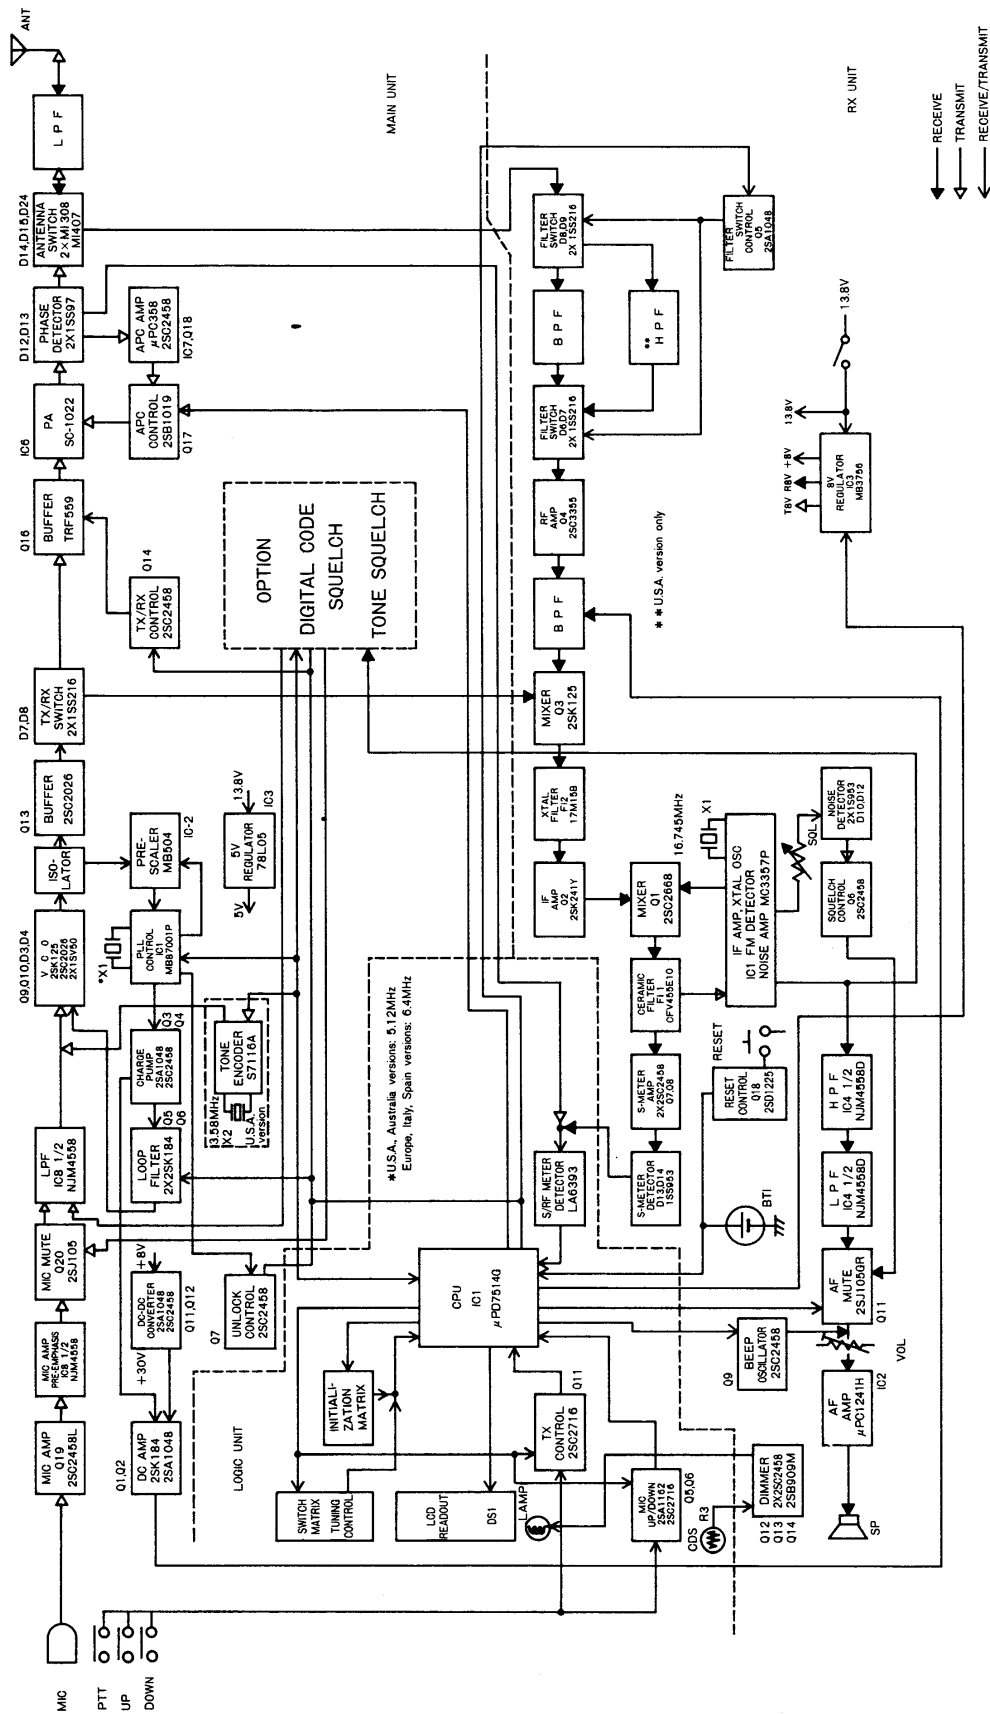 MIC
PTT
UP
DOWN
MIC AMP
Q19
2SC2458L
MIC AMP
PRE-EMPHASIS
IC8 1/2
NJM4558
MIC MUTE
Q20
2SJ105
LPF
IC8 1/2
NJM4558
Q9,Q10,D3,D4
V C O
2SK125
2SC2026
2X1SV50
ISO-
LATOR
Q13
BUFFER
2SC2026
D7,D8
TX/RX
SWITCH
2X1SS216
Q16
BUFFER
TRF559
IC6
PA
SC-1022
D12,D13
PHASE
DETECTOR
2X1SS97
D14,D15,D24
ANTENNA
SWITCH
2×MI308
MI407
L P F
ANT
Q1,Q2
DC AMP
2SK184
2SA1048
+30V
DC-DC
CONVERTER
2SA1048
2SC2458
Q11,Q12
+8V
LOOP
FILTER
2X2SK184
Q5
Q6
CHARGE
PUMP
2SA1048
2SC2458
Q3
Q4
*X1
PLL
CONTROL
IC1
MB87001P
PRE-
SCALER
MB504
IC-2
TX/RX
CONTROL
2SC2458
Q14
APC
CONTROL
2SB1019
Q17
APC AMP
μPC358
2SC2458
IC7,Q18
Q7
UNLOCK
CONTROL
2SC2458
3.58MHz
X2
TONE
ENCODER
S7116A
U.S.A.
version
5V
5V
REGULATOR
78L05
IC3
13.8V
OPTION
DIGITAL CODE
SQUELCH
TONE SQUELCH
MAIN UNIT
LOGIC UNIT
SWITCH
MATRIX
TUNING
CONTROL
INITIALI-
ZATION
MATRIX
LCD
READOUT
DS1
CPU
IC1
μPD7514G
*U.S.A., Australia versions: 5.12MHz
Europe, Italy, Spain versions: 6.4MHz
LAMP
TX
CONTROL
2SC2716
Q11
MIC
UP/DOWN
2SA1162
2SC2716
Q5,Q6
CDS
R3
Q12
Q13
Q14
DIMMER
2X2SC2458
2SB909M
S/RF METER
DETECTOR
LA6393
S-METER
DETECTOR
D13,D14
1SS953
S-METER
AMP
2X2SC2458
Q7,Q8
CERAMIC
FILTER
FI1
CFV455E10
MIXER
Q1
2SC2668
16.745MHz
X1
IF
AMP
Q2
2SK241Y
XTAL
FILTER
FI2
17M15B
MIXER
Q3
2SK125
B P F
RF
AMP
Q4
2SC3355
FILTER
SWITCH
D6,D7
2X 1SS216
B P F
FILTER
SWITCH
D8,D9
2X 1SS216
**
H P F
FILTER
SWITCH
CONTROL
Q5
2SA1048
** U.S.A. version only
RESET
RESET
CONTROL
Q18
2SD1225
IF AMP, XTAL OSC
IC1 FM DETECTOR
NOISE AMP MC3357P
SQL
NOISE
DETECTOR
2X1S953
D10,D12
SQUELCH
CONTROL
Q6
2SC2458
BT1
Q9
BEEP
OSCILLATOR
2SC2458
H P F
IC4 1/2
NJM4558D
L P F
IC4 1/2
NJM4558D
AF
MUTE
2SJ105GR
Q11
VOL
AF
AMP
μPC1241H
IC2
SP
T8V R8V +8V
13.8V
8V
REGULATOR
IC3
MB3756
13.8V
RX UNIT
RECEIVE
TRANSMIT
RECEIVE/TRANSMIT